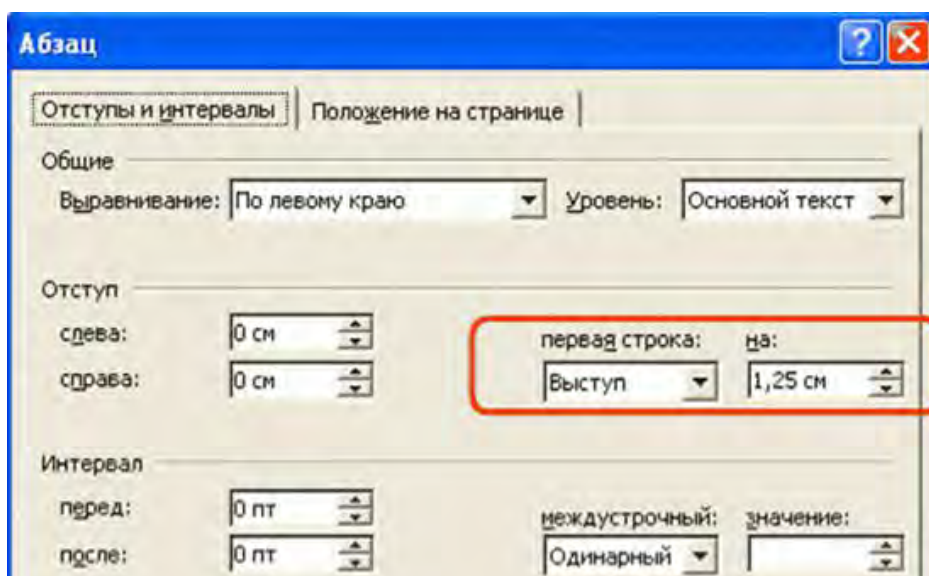 Абзац
Отступы и интервалы Положение на странице
Общие
Выравнивание: По левому краю Уровень: Основной текст
Отступ
слева: 0 см первая строка: на:
справа: 0 см Выступ 1,25 см
Интервал
перед: 0 пт междустрочный: значение:
после: 0 пт Одинарный